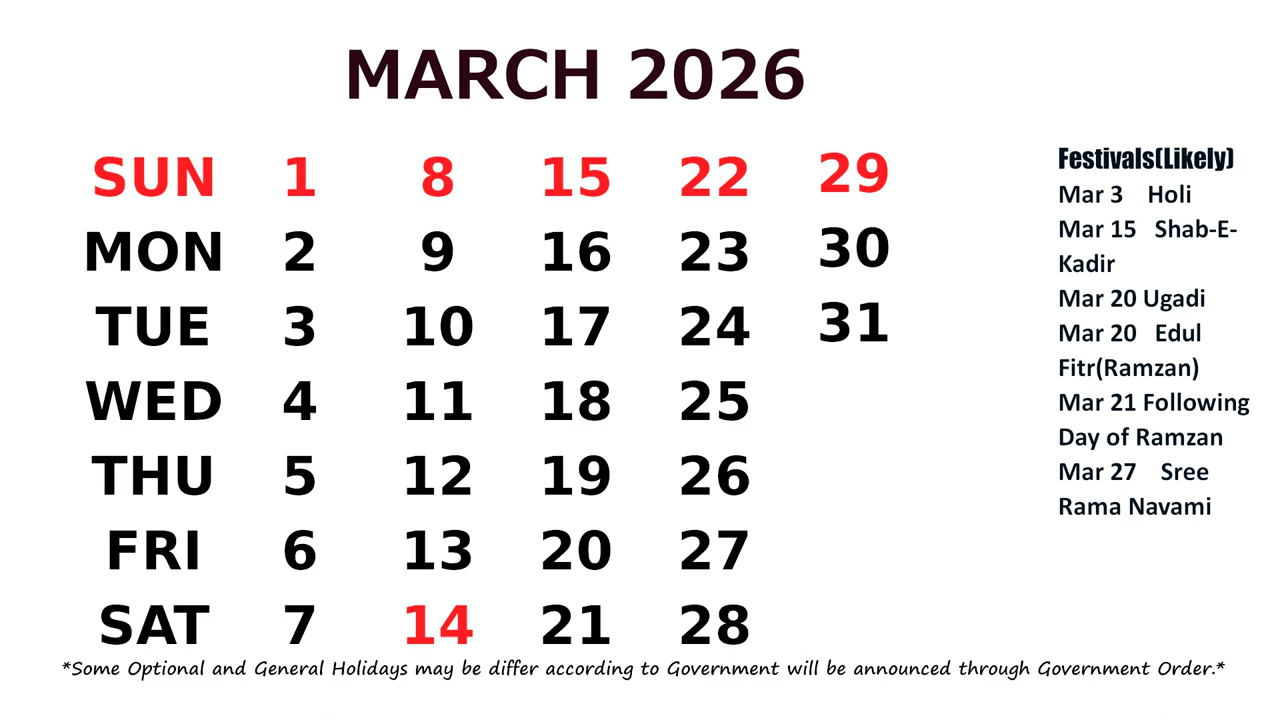 MARCH 2026
SUN 1 8 15 22 29
MON 2 9 16 23 30
TUE 3 10 17 24 31
WED 4 11 18 25
THU 5 12 19 26
FRI 6 13 20 27
SAT 7 14 21 28
Festivals(Likely)
Mar 3 Holi
Mar 15 Shab-E-
Kadir
Mar 20 Ugadi
Mar 20 Edul
Fitr(Ramzan)
Mar 21 Following
Day of Ramzan
Mar 27 Sree
Rama Navami
*Some Optional and General Holidays may be differ according to Government will be announced through Government Order.*